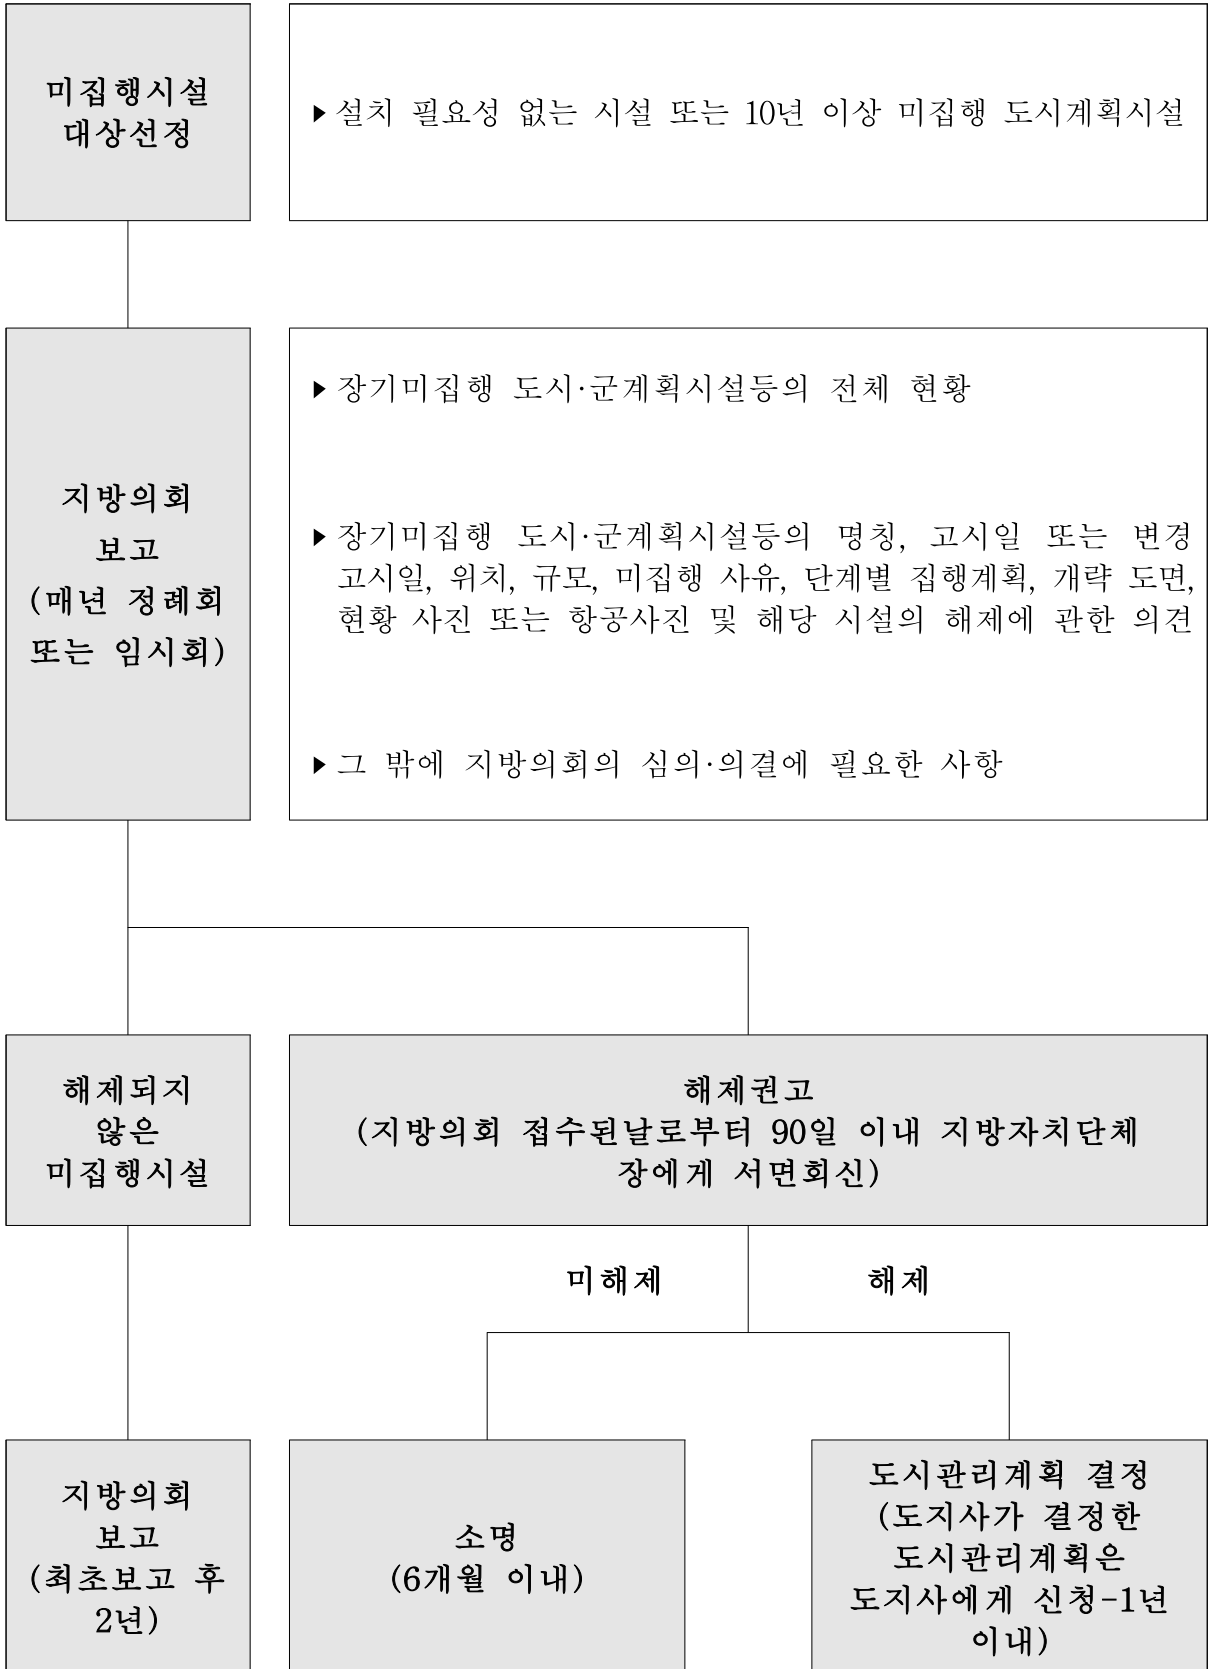 미집행시설
대상선정
▶설치 필요성 없는 시설 또는 10년 이상 미집행 도시계획시설
지방의회
보고
(매년 정례회
또는 임시회)
▶장기미집행 도시·군계획시설등의 전체 현황
▶장기미집행 도시·군계획시설등의 명칭, 고시일 또는 변경
고시일, 위치, 규모, 미집행 사유, 단계별 집행계획, 개략 도면,
현황 사진 또는 항공사진 및 해당 시설의 해제에 관한 의견
▶그 밖에 지방의회의 심의·의결에 필요한 사항
해제되지
않은
미집행시설
해제권고
(지방의회 접수된날로부터 90일 이내 지방자치단체
장에게 서면회신)
미해제
해제
지방의회
보고
(최초보고 후
2년)
소명
(6개월 이내)
도시관리계획 결정
(도지사가 결정한
도시관리계획은
도지사에게 신청-1년
이내)